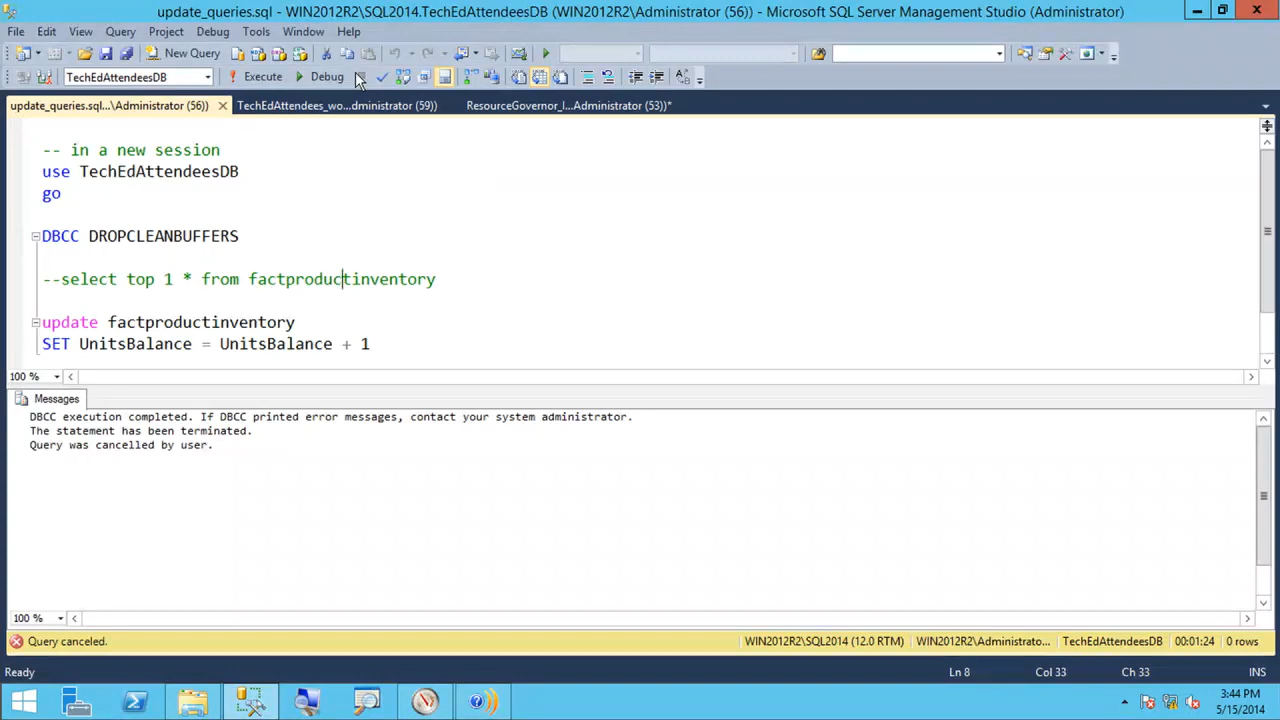 update_queries.sql - WIN2012R2\SQL2014.TechEdAttendeesDB (WIN2012R2\Administrator (56)) - Microsoft SQL Server Management Studio (Administrator)
File Edit View Query Project Debug Tools Window Help
New Query
TechEdAttendeesDB Execute Debug
update_queries.sql...\Administrator (56)) TechEdAttendees_wo...dministrator (59)) ResourceGovernor_I...Administrator (53))*
-- in a new session
use TechEdAttendeesDB
go
DBCC DROPCLEANBUFFERS
--select top 1 * from factproductinventory
update factproductinventory
SET UnitsBalance = UnitsBalance + 1
100 %
Messages
DBCC execution completed. If DBCC printed error messages, contact your system administrator.
The statement has been terminated.
Query was cancelled by user.
100 %
Query canceled. WIN2012R2\SQL2014 (12.0 RTM) WIN2012R2\Administrato... TechEdAttendeesDB 00:01:24 0 rows
Ready Ln 8 Col 33 Ch 33 INS
3:44 PM
5/15/2014